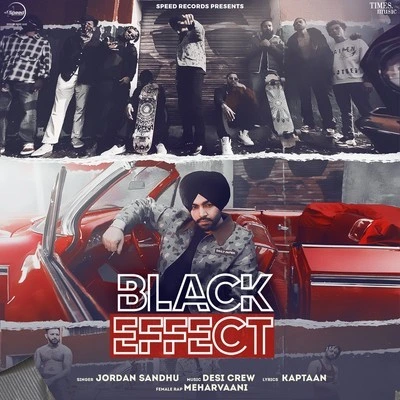 SPEED RECORDS PRESENTS
TIMES
music
BLACK
EFFECT
SINGER JORDAN SANDHU MUSIC DESI CREW LYRICS KAPTAAN
FEMALE RAP MEHARVAANI